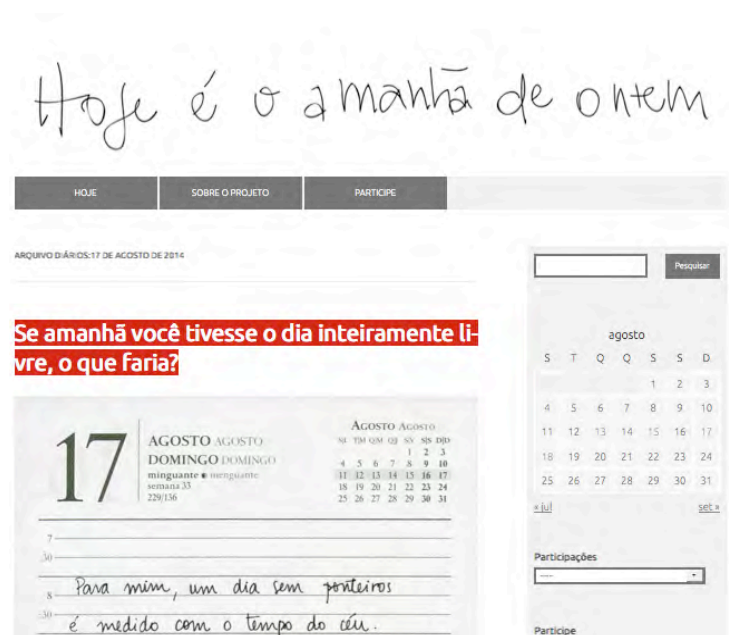 Hoje é o amanhã de ontem
HOJE SOBRE O PROJETO PARTICIPE
ARQUIVO DIÁRIOS:17 DE AGOSTO DE 2014
Se amanhã você tivesse o dia inteiramente li-
vre, o que faria?
17
AGOSTO AGOSTO
DOMINGO DOMINGO
minguante menguante
semana 33
229/136
AGOSTO AGOSTO
1 2 3
4 5 6 7 8 9 10
11 12 13 14 15 16 17
18 19 20 21 22 23 24
25 26 27 28 29 30 31
7
30
8
Para mim, um dia sem ponteiros
30
é medido com o tempo do céu.
Pesquisar
agosto
S T Q Q S S D
1 2 3
4 5 6 7 8 9 10
11 12 13 14 15 16 17
18 19 20 21 22 23 24
25 26 27 28 29 30 31
« jul set »
Participações
----
Participe